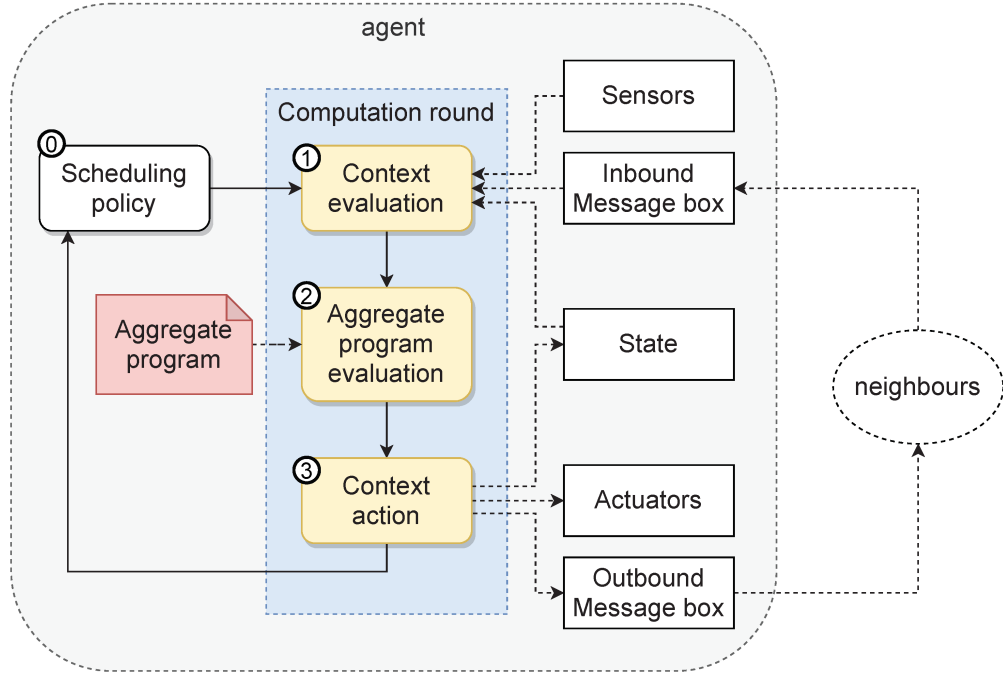 agent
Computation round
Sensors
0
Scheduling
policy
1
Context
evaluation
Inbound
Message box
2
Aggregate
program
evaluation
Aggregate
program
State
neighbours
3
Context
action
Actuators
Outbound
Message box